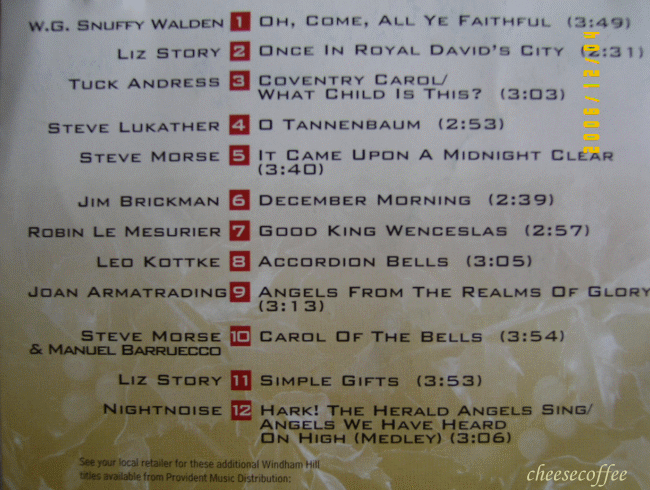 W.G. Snuffy Walden 1 Oh, Come, All Ye Faithful (3:49)
Liz Story 2 Once In Royal David's City (2:31)
Tuck Andress 3 Coventry Carol/
What Child Is This? (3:03)
Steve Lukather 4 O Tannenbaum (2:53)
Steve Morse 5 It Came Upon A Midnight Clear
(3:40)
Jim Brickman 6 December Morning (2:39)
Robin Le Mesurier 7 Good King Wenceslas (2:57)
Leo Kottke 8 Accordion Bells (3:05)
Joan Armatrading 9 Angels From The Realms Of Glory
(3:13)
Steve Morse 10 Carol Of The Bells (3:54)
& Manuel Barruecco
Liz Story 11 Simple Gifts (3:53)
Nightnoise 12 Hark! The Herald Angels Sing/
Angels We Have Heard
On High (Medley) (3:06)
See your local retailer for these additional Windham Hill
titles available from Provident Music Distribution:
cheesecoffee